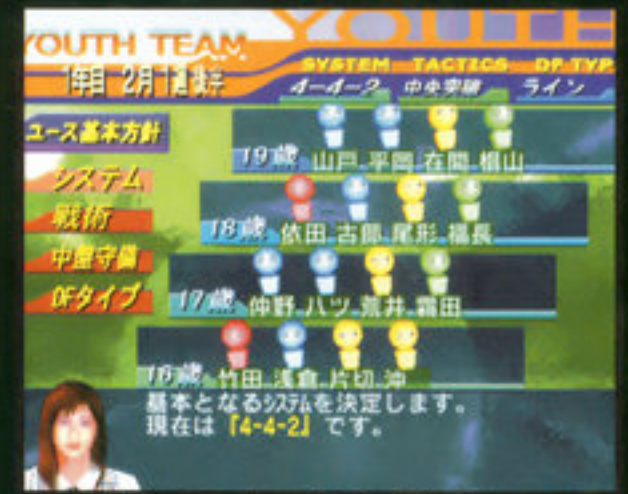 YOUTH
YOUTH TEAM
SYSTEM TACTICS DF TYP
1年目 2月1週後半
4-4-2 中央突破 ライン
ユース基本方針
19歳 山戸 平岡 在間 椙山
システム
戦術
18歳 依田 古郎 尾形 福長
中盤守備
DFタイプ
17歳 仲野 八ツ 荒井 霜田
16歳 竹田 浅倉 片切 沖
基本となるシステムを決定します。
現在は『4-4-2』です。